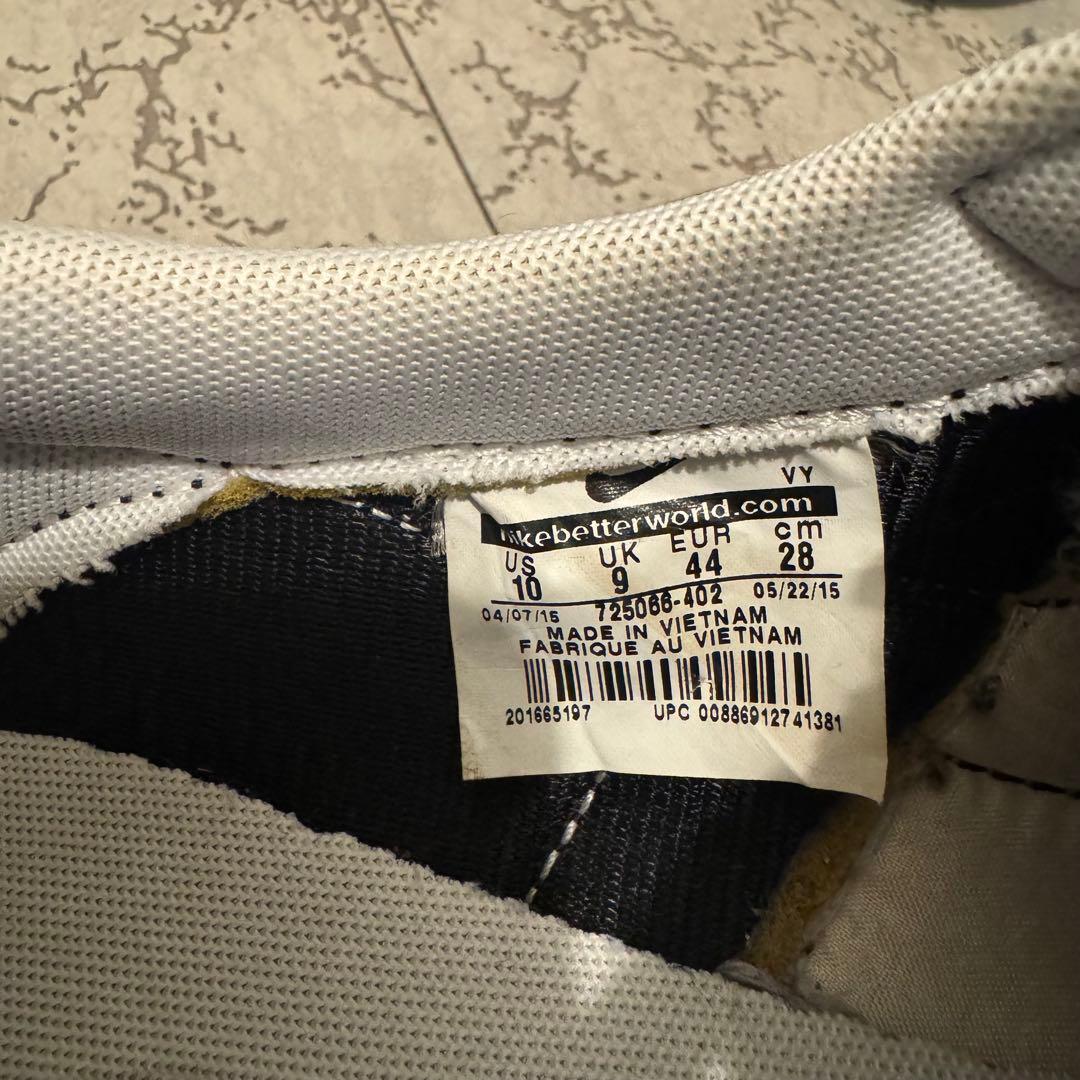 VY
nikebetterworld.com
US UK EUR cm
10 9 44 28
04/07/15 725066-402 05/22/15
MADE IN VIETNAM
FABRIQUE AU VIETNAM
201665197 UPC 00886912741381